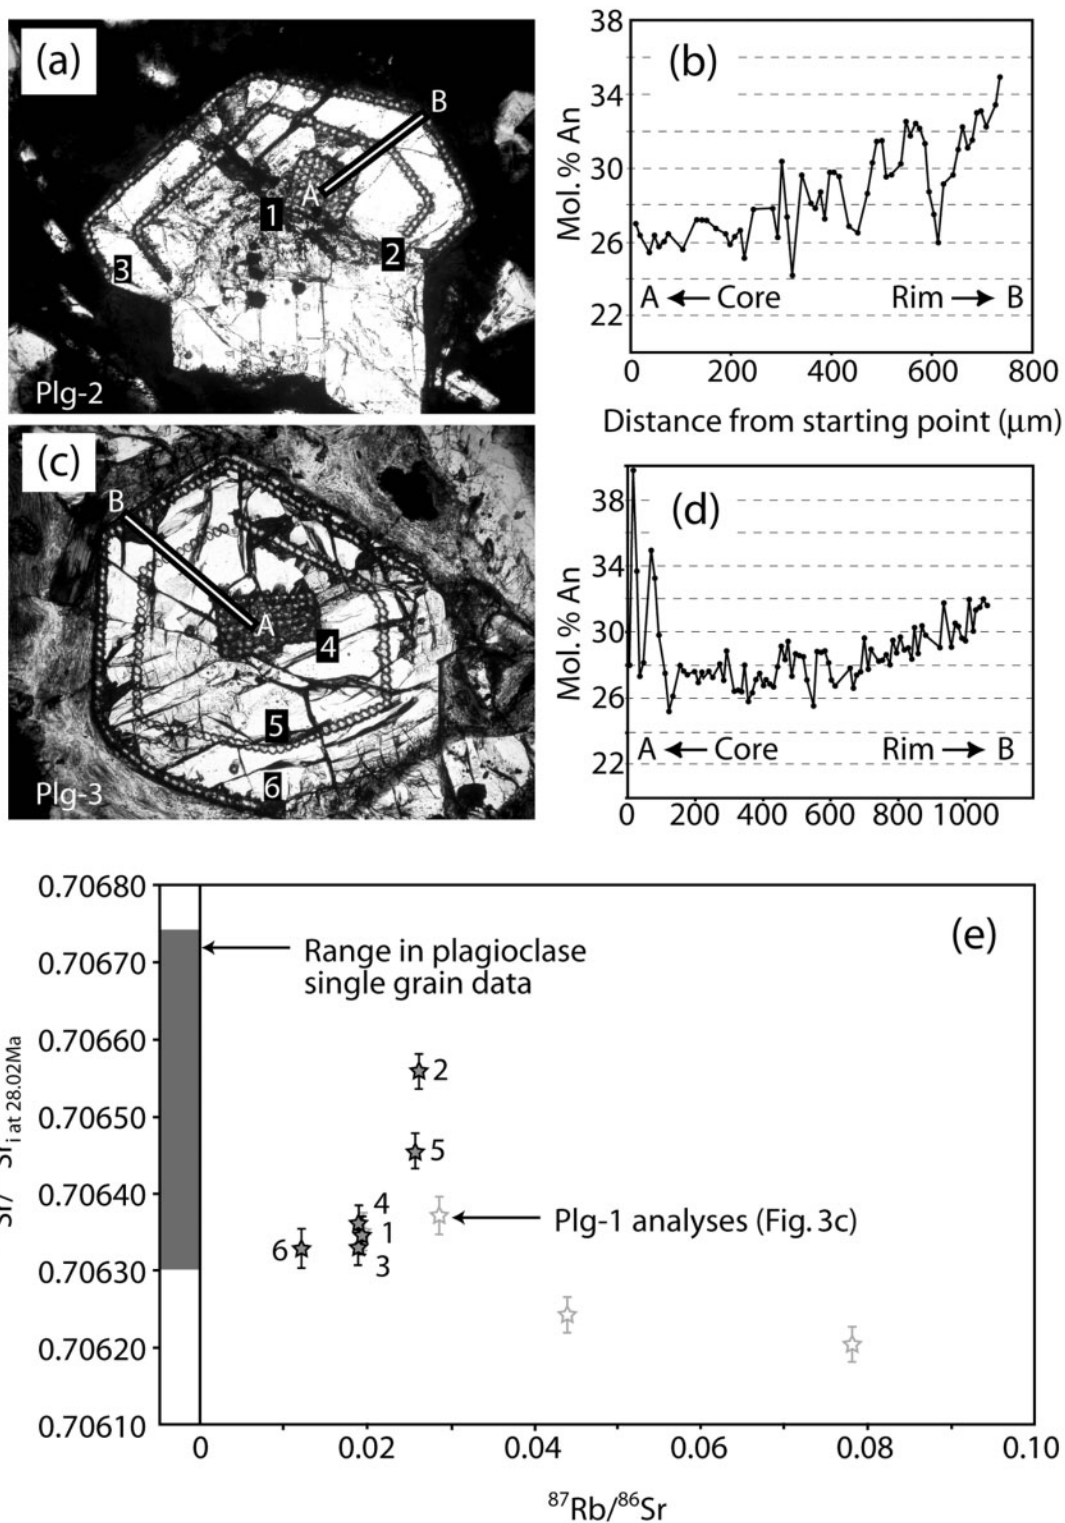 (a)
B
A
1
2
3
Plg-2
(b)
Mol. % An
38
34
30
26
22
A ← Core
Rim → B
0 200 400 600 800
Distance from starting point (μm)
(c)
B
A
4
5
6
Plg-3
(d)
Mol. % An
38
34
30
26
22
A ← Core
Rim → B
0 200 400 600 800 1000
(e)
0.70680
0.70670
0.70660
0.70650
0.70640
0.70630
0.70620
0.70610
Sr i at 28.02Ma
Range in plagioclase
single grain data
2
5
4
1
6
3
Plg-1 analyses (Fig. 3c)
0 0.02 0.04 0.06 0.08 0.10
⁸⁷Rb/⁸⁶Sr